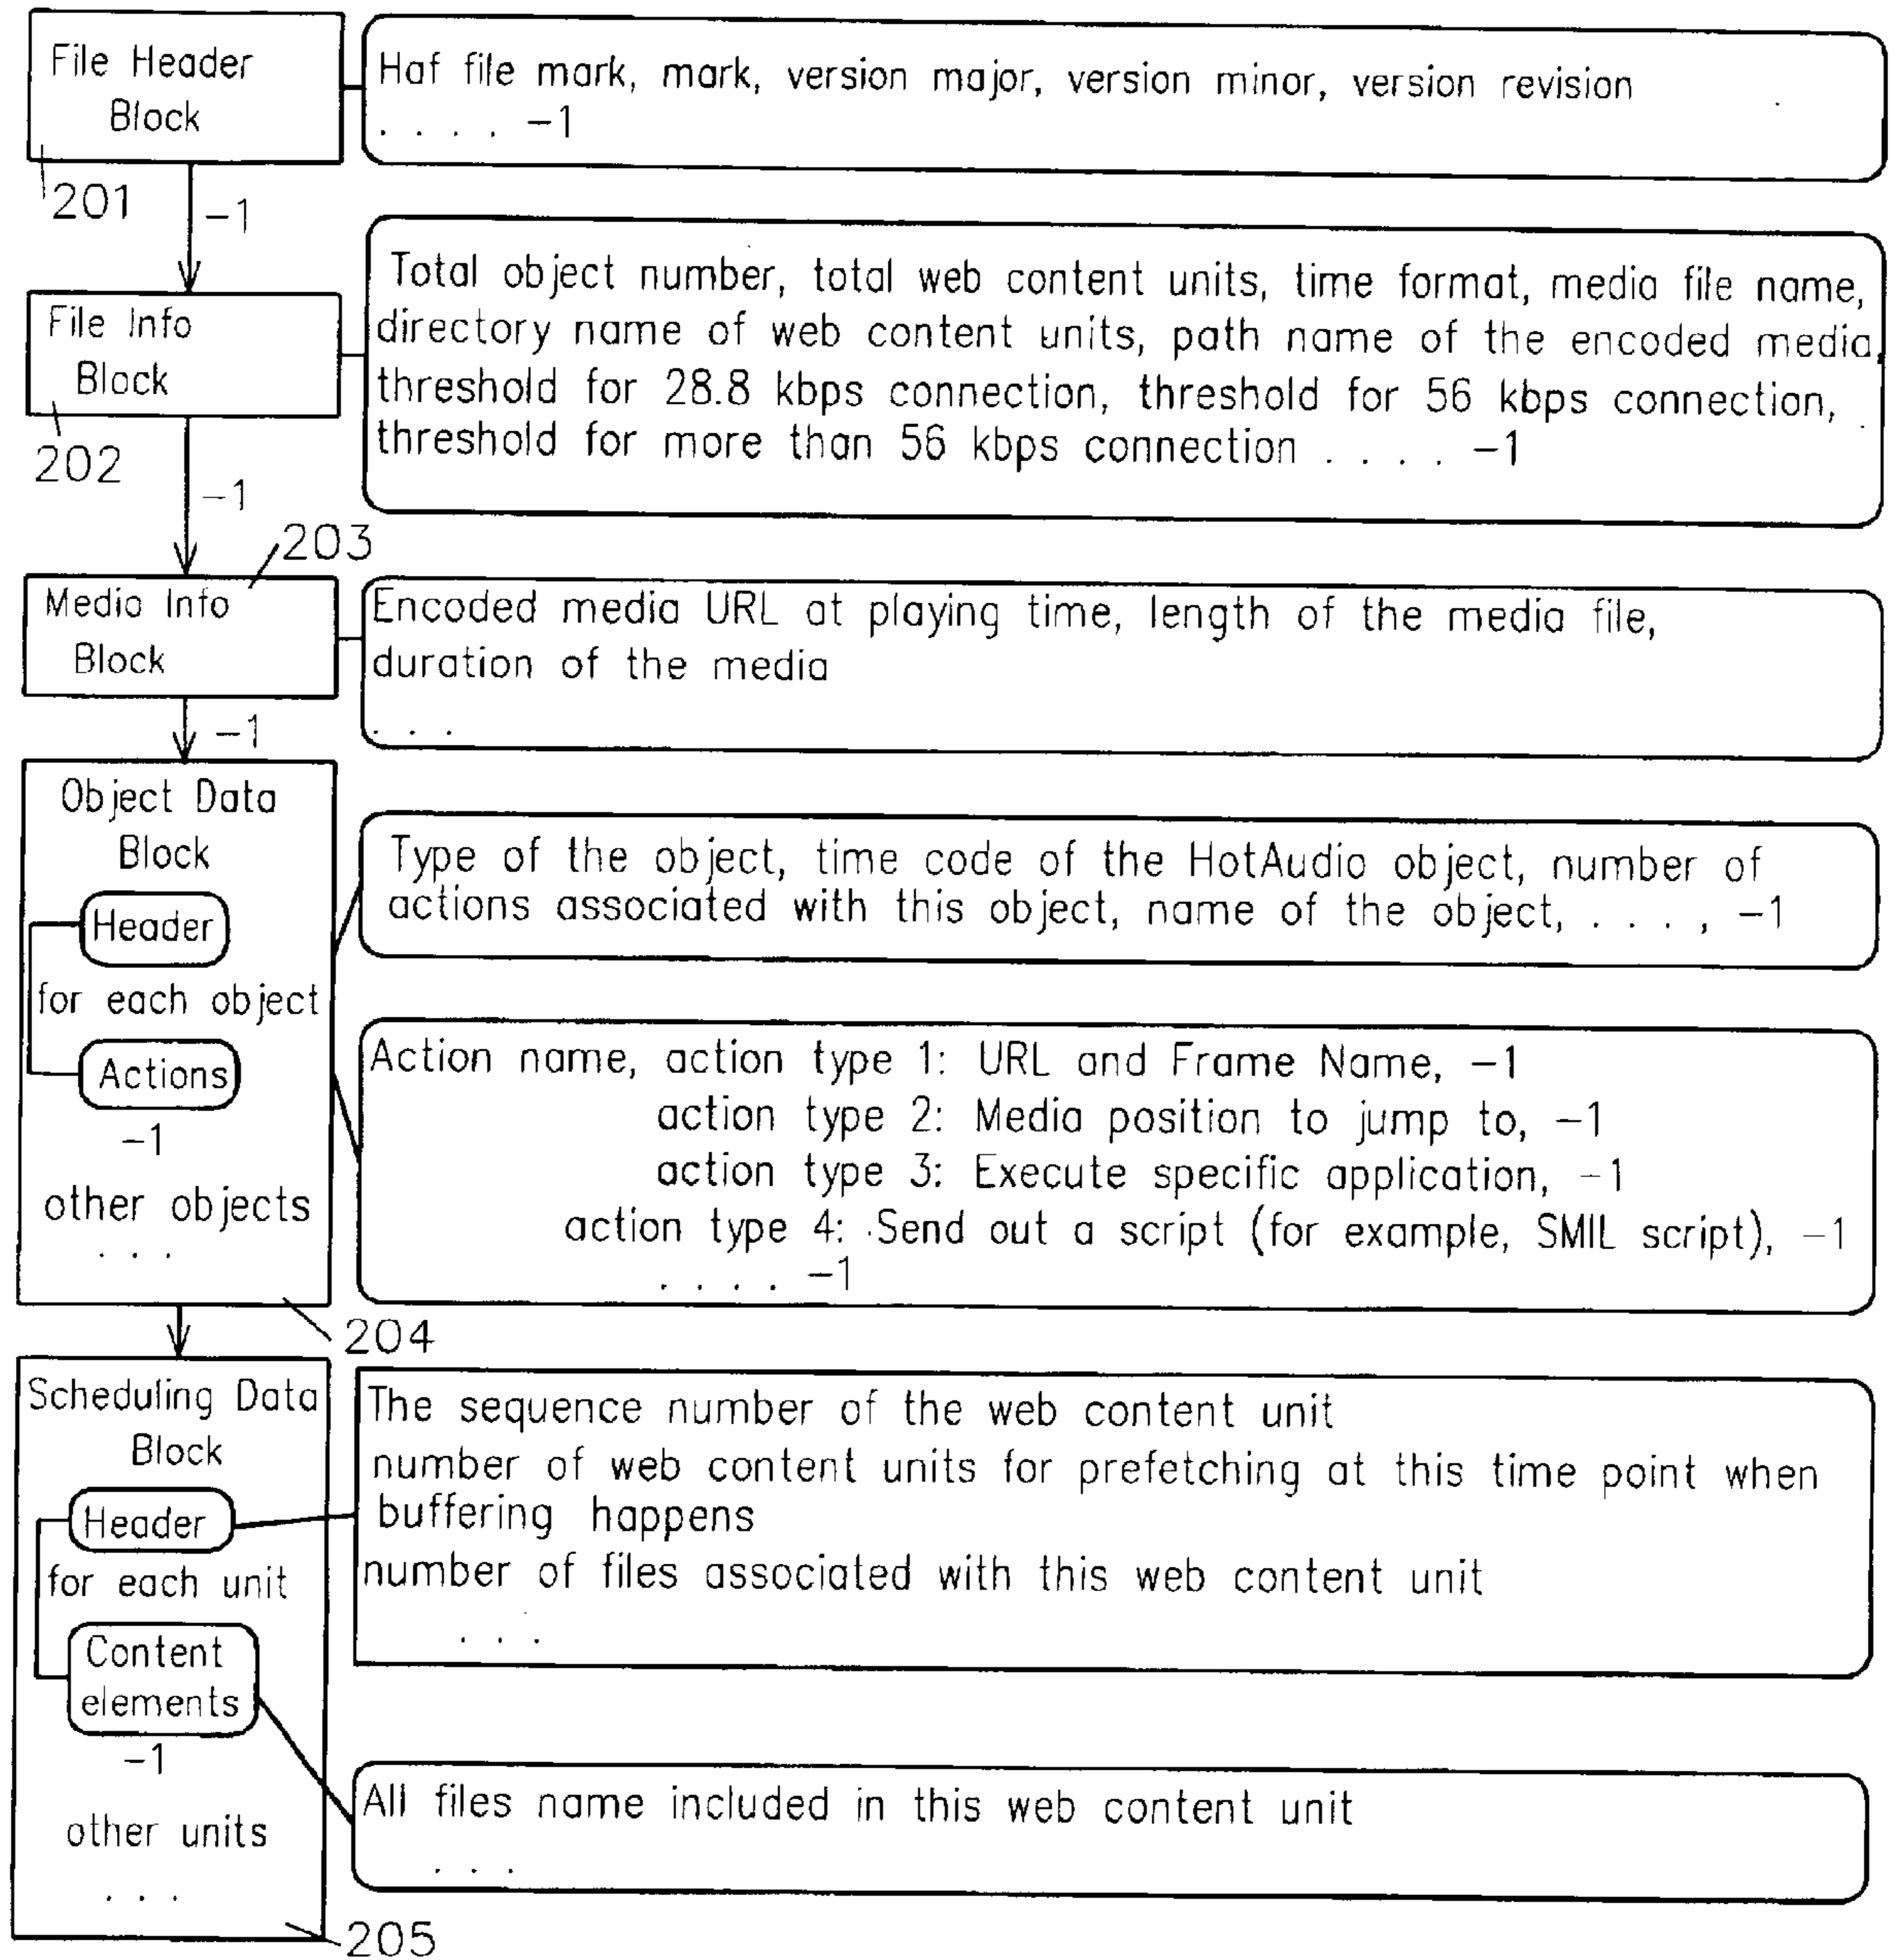 File Header
Block
201
-1
Haf file mark, mark, version major, version minor, version revision
. . . . -1
File Info
Block
202
-1
Total object number, total web content units, time format, media file name,
directory name of web content units, path name of the encoded media,
threshold for 28.8 kbps connection, threshold for 56 kbps connection,
threshold for more than 56 kbps connection . . . . -1
203
Media Info
Block
-1
Encoded media URL at playing time, length of the media file,
duration of the media
. . .
Object Data
Block
Header
for each object
Actions
-1
other objects
. . .
204
Type of the object, time code of the HotAudio object, number of
actions associated with this object, name of the object, . . . , -1
Action name, action type 1: URL and Frame Name, -1
action type 2: Media position to jump to, -1
action type 3: Execute specific application, -1
action type 4: Send out a script (for example, SMIL script), -1
. . . . -1
Scheduling Data
Block
Header
for each unit
Content
elements
-1
other units
. . .
205
The sequence number of the web content unit
number of web content units for prefetching at this time point when
buffering happens
number of files associated with this web content unit
. . .
All files name included in this web content unit
. . .